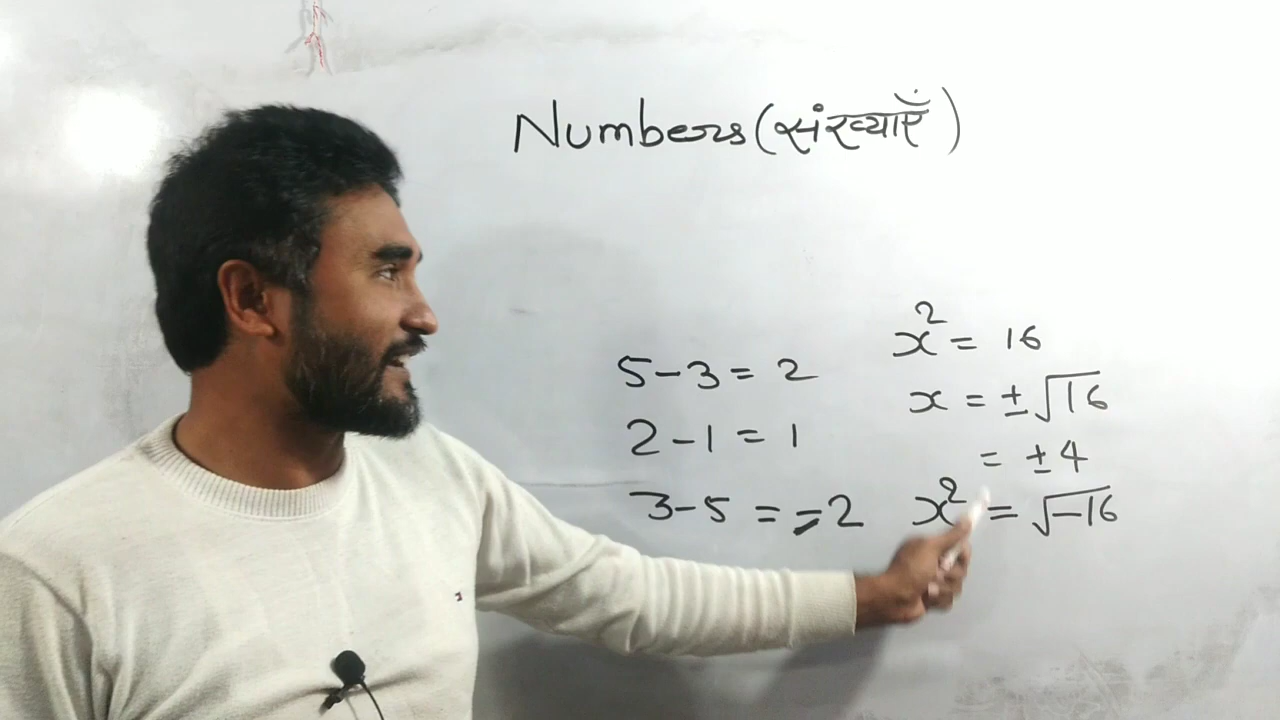 Numbers (संख्याएँ)
5-3 = 2
2-1 = 1
3-5 = -2
x² = 16
x = ±√16
= ±4
x² = √-16